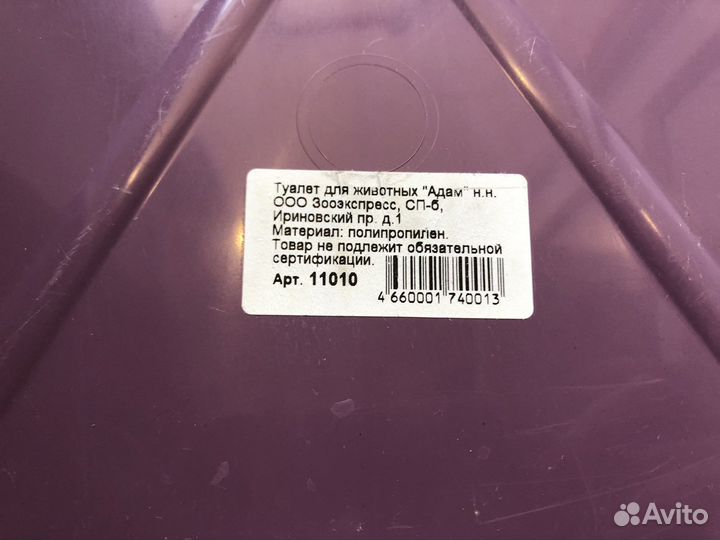 Туалет для животных "Адам" н.н.
ООО Зооэкспресс, СП-б,
Ириновский пр. д.1
Материал: полипропилен.
Товар не подлежит обязательной
сертификации.
Арт. 11010
4 660001 740013
Avito